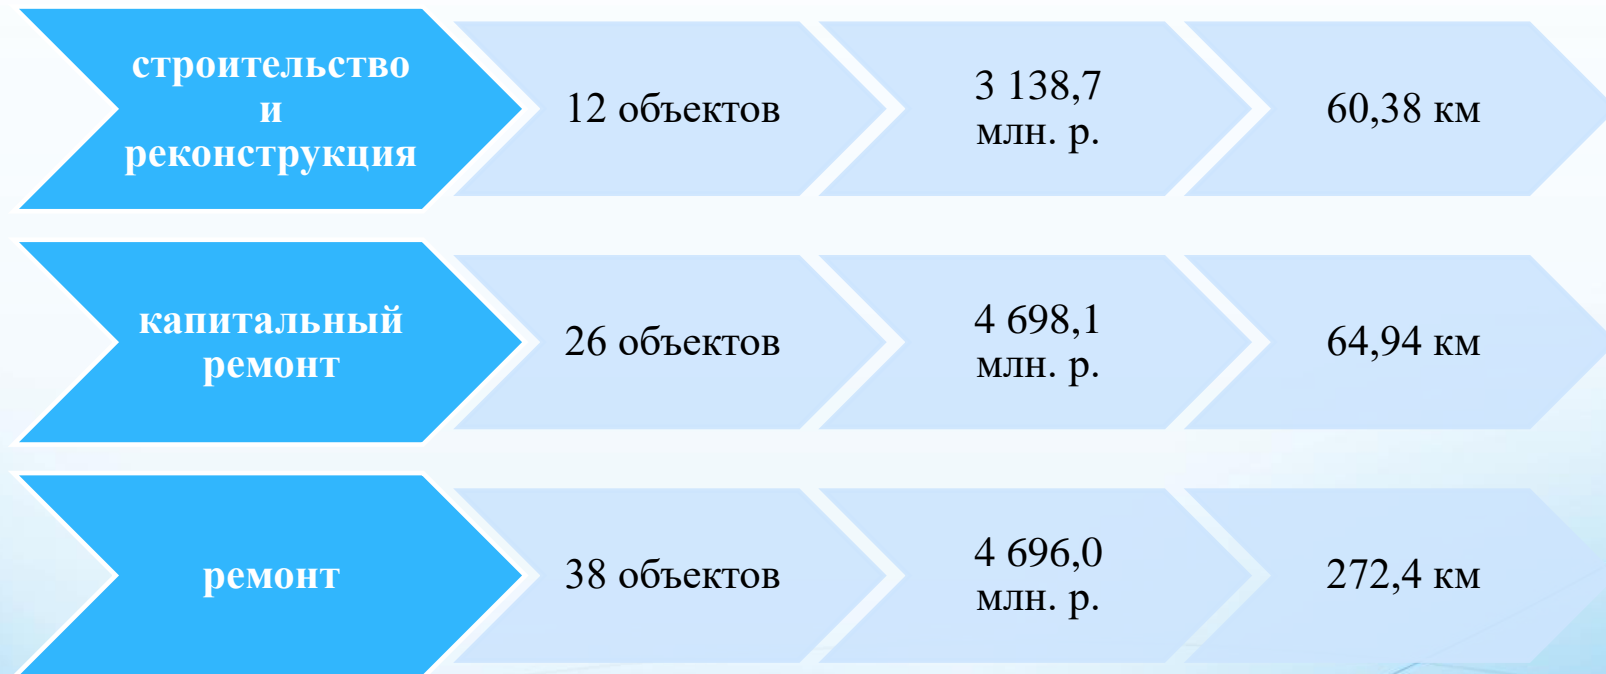 строительство
и
реконструкция
12 объектов
3 138,7
млн. р.
60,38 км
капитальный
ремонт
26 объектов
4 698,1
млн. р.
64,94 км
ремонт
38 объектов
4 696,0
млн. р.
272,4 км